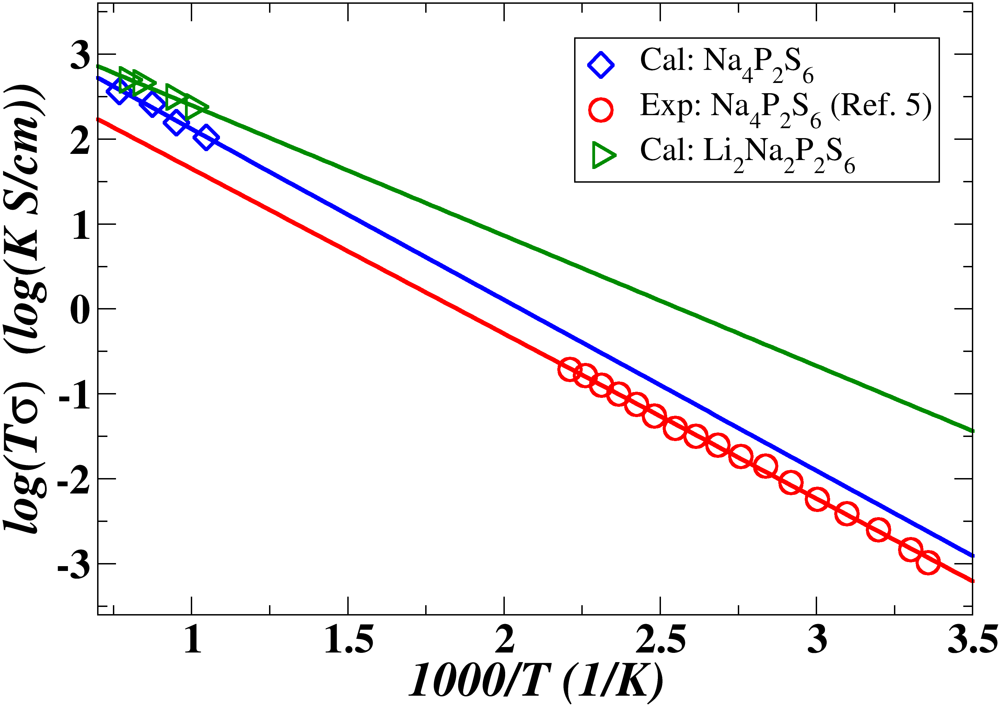 Cal: Na4P2S6
Exp: Na4P2S6 (Ref. 5)
Cal: Li2Na2P2S6
log(Tσ) (log(K S/cm)))
3
2
1
0
-1
-2
-3
1
1.5
2
2.5
3
3.5
1000/T (1/K)